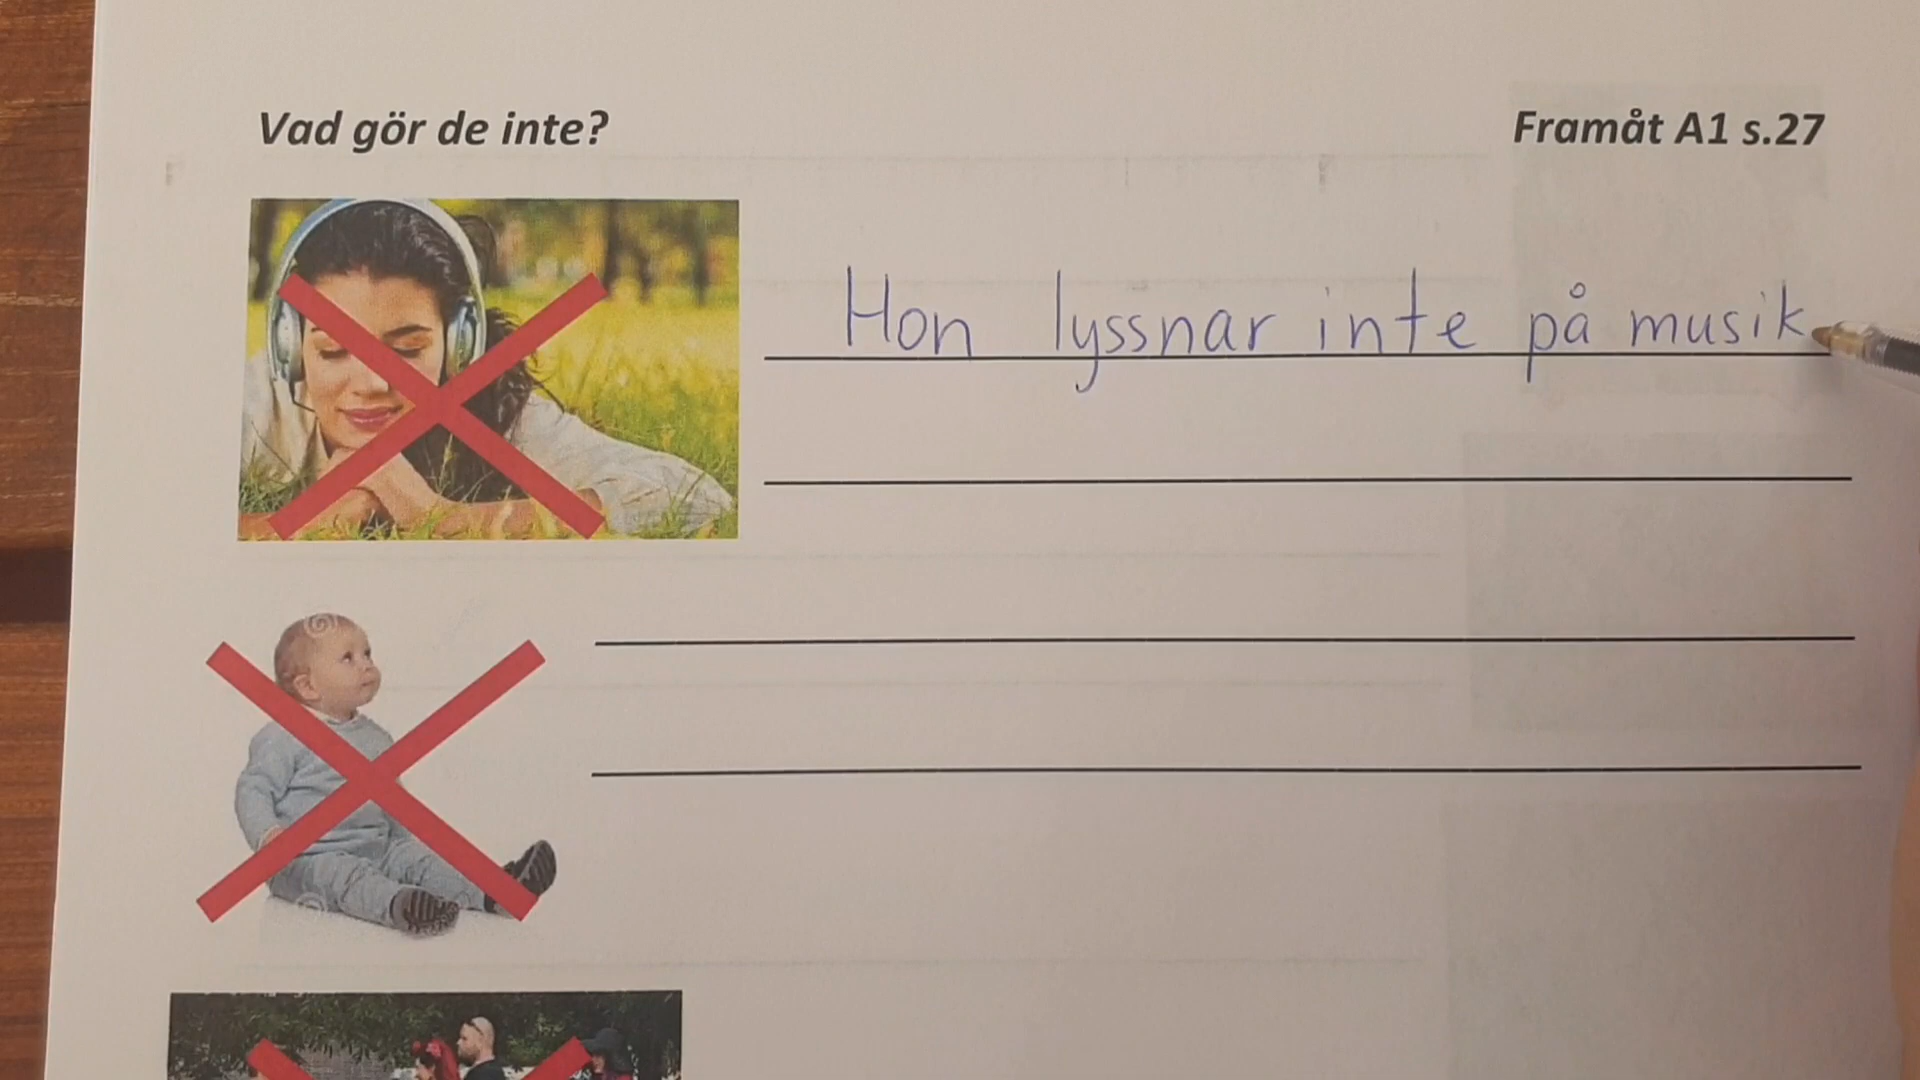 Vad gör de inte?
Framåt A1 s.27
Hon lyssnar inte på musik.